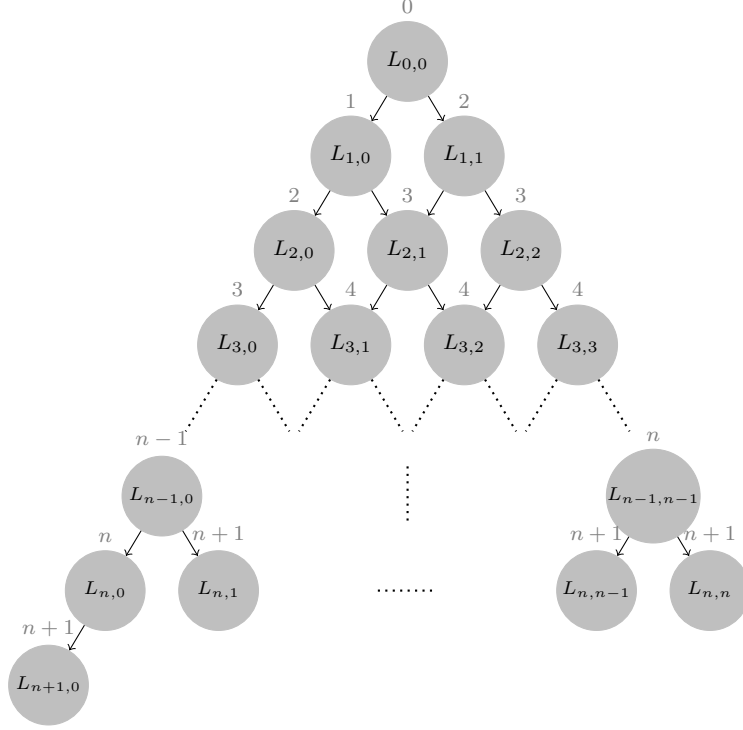 0
L_{0,0}
1 2
L_{1,0} L_{1,1}
2 3 3
L_{2,0} L_{2,1} L_{2,2}
3 4 4 4
L_{3,0} L_{3,1} L_{3,2} L_{3,3}
n − 1 n
L_{n−1,0} L_{n−1,n−1}
n n + 1 n + 1 n + 1
L_{n,0} L_{n,1} L_{n,n−1} L_{n,n}
n + 1
L_{n+1,0}